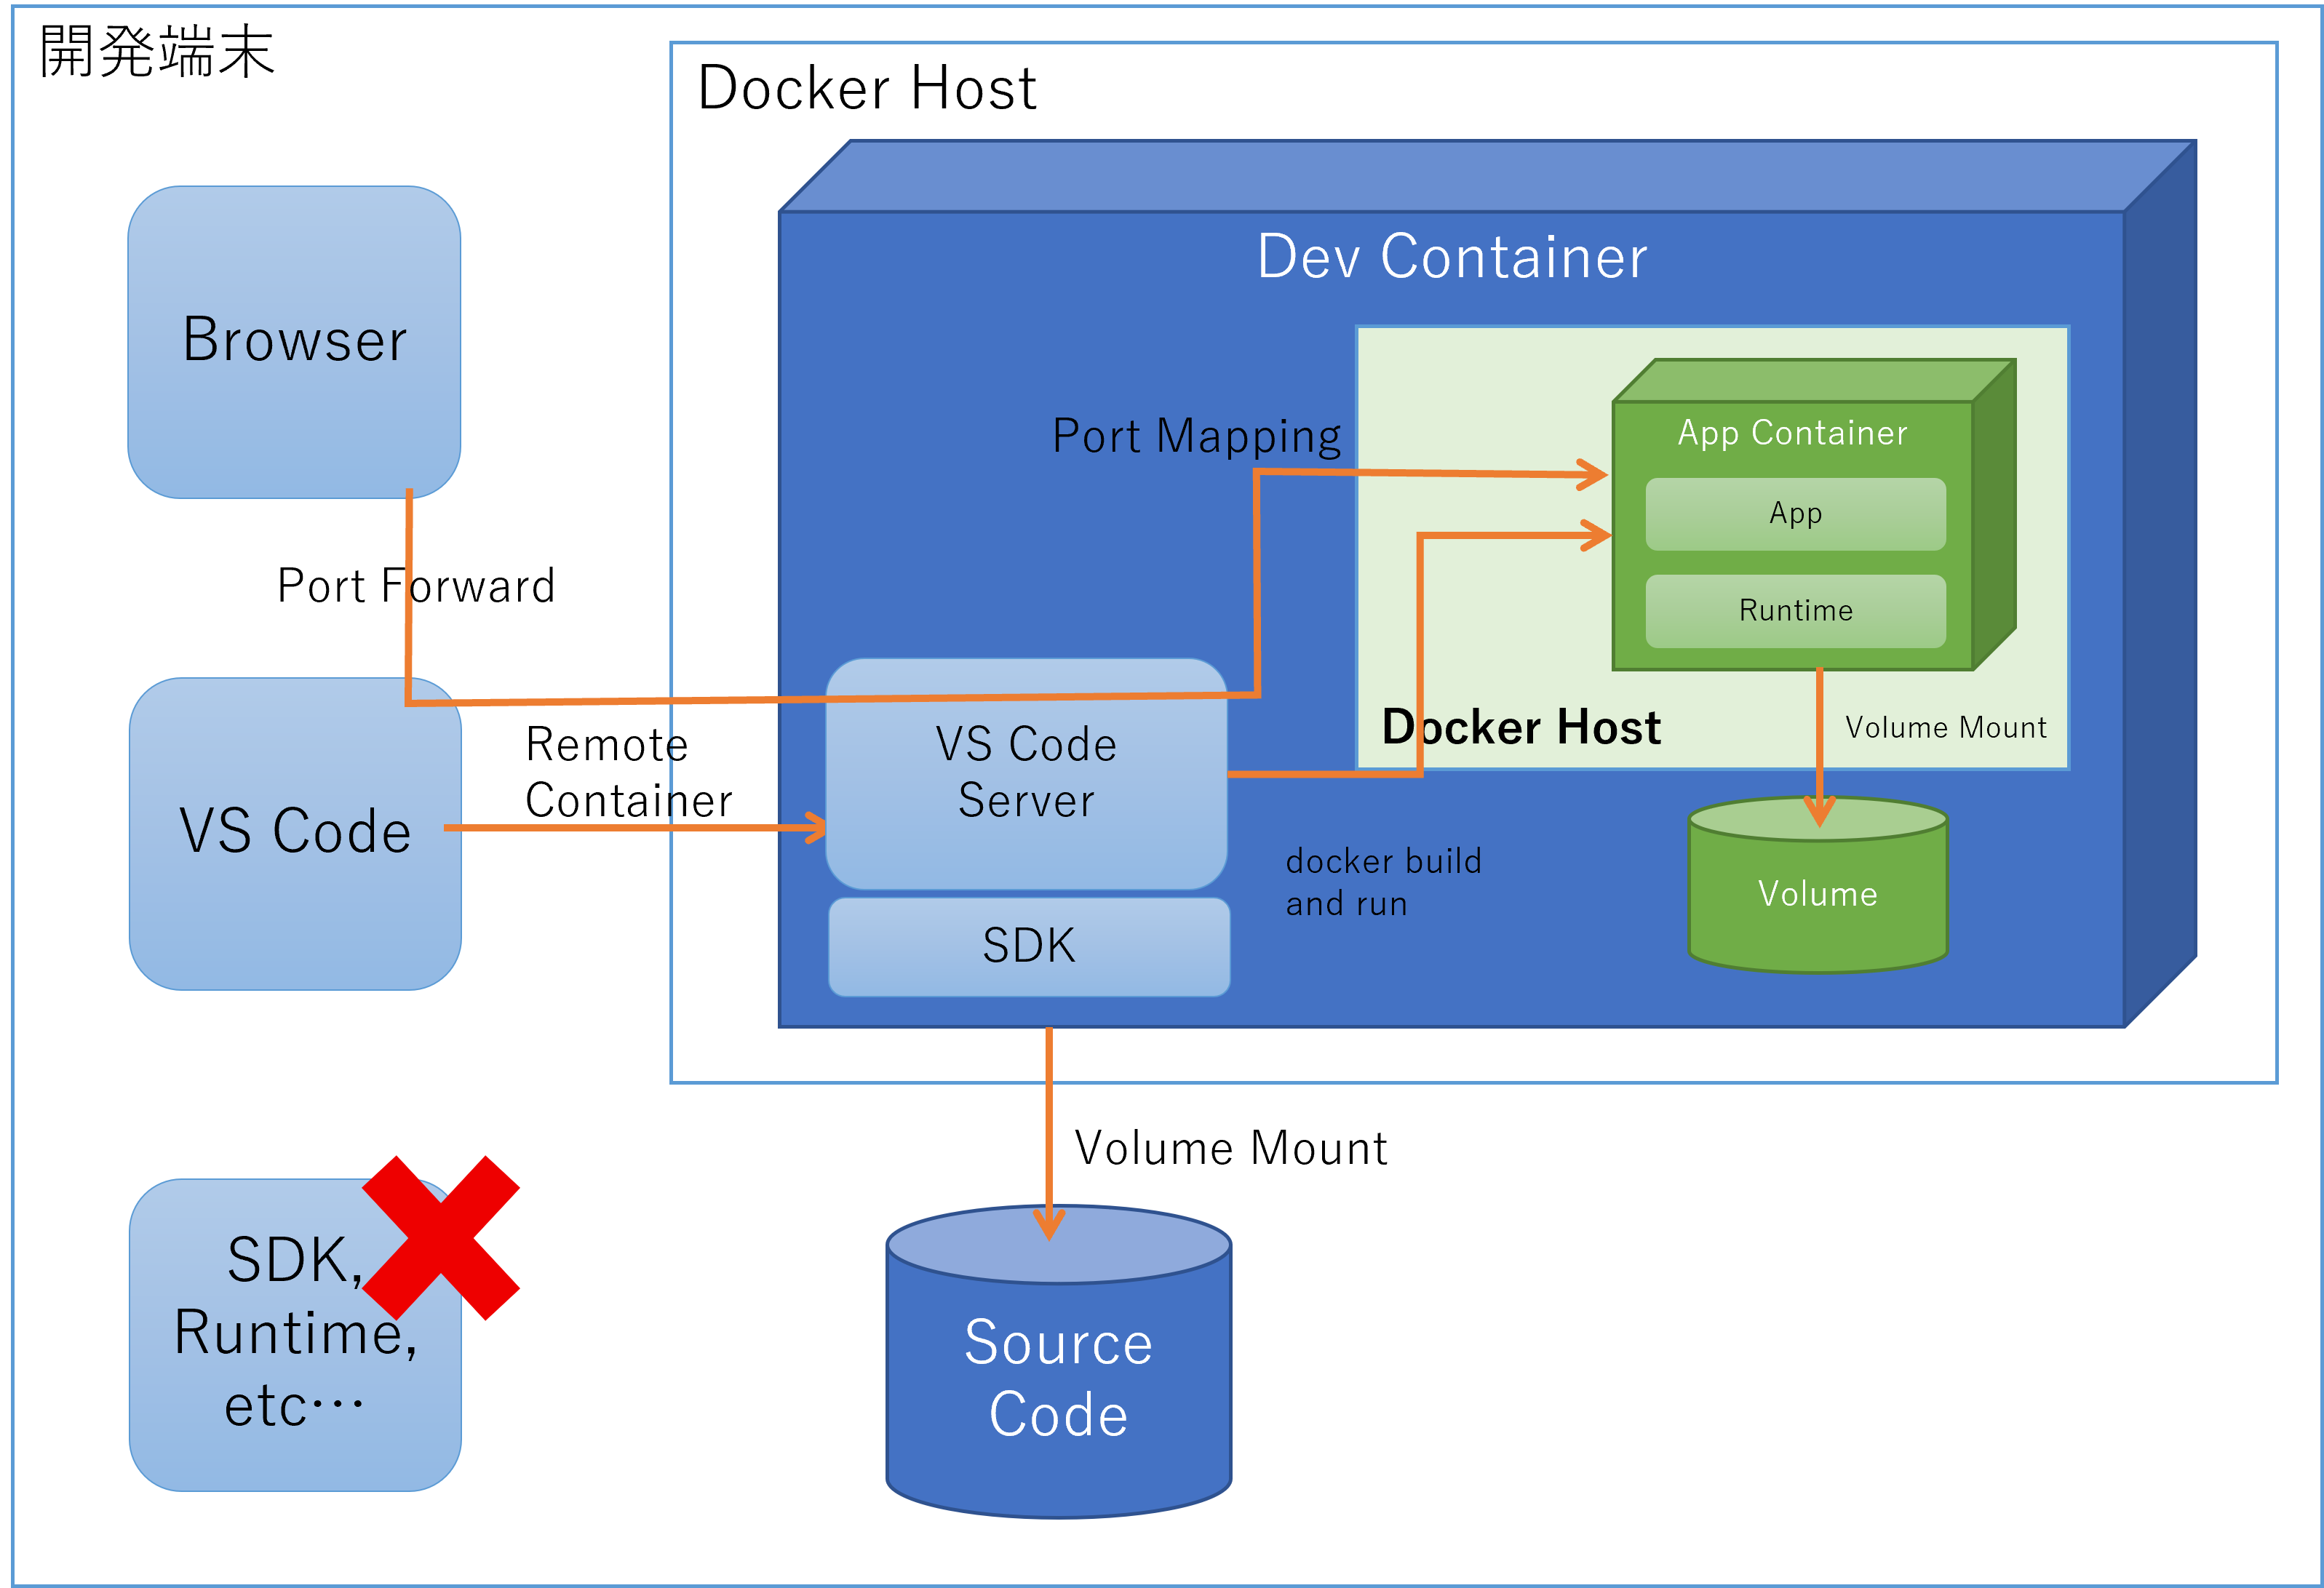 開発端末
Docker Host
Dev Container
Browser
Port Mapping
App Container
App
Runtime
Port Forward
Docker Host
Volume Mount
Remote
Container
VS Code
Server
VS Code
docker build
and run
Volume
SDK
Volume Mount
SDK,
Runtime,
etc…
Source
Code